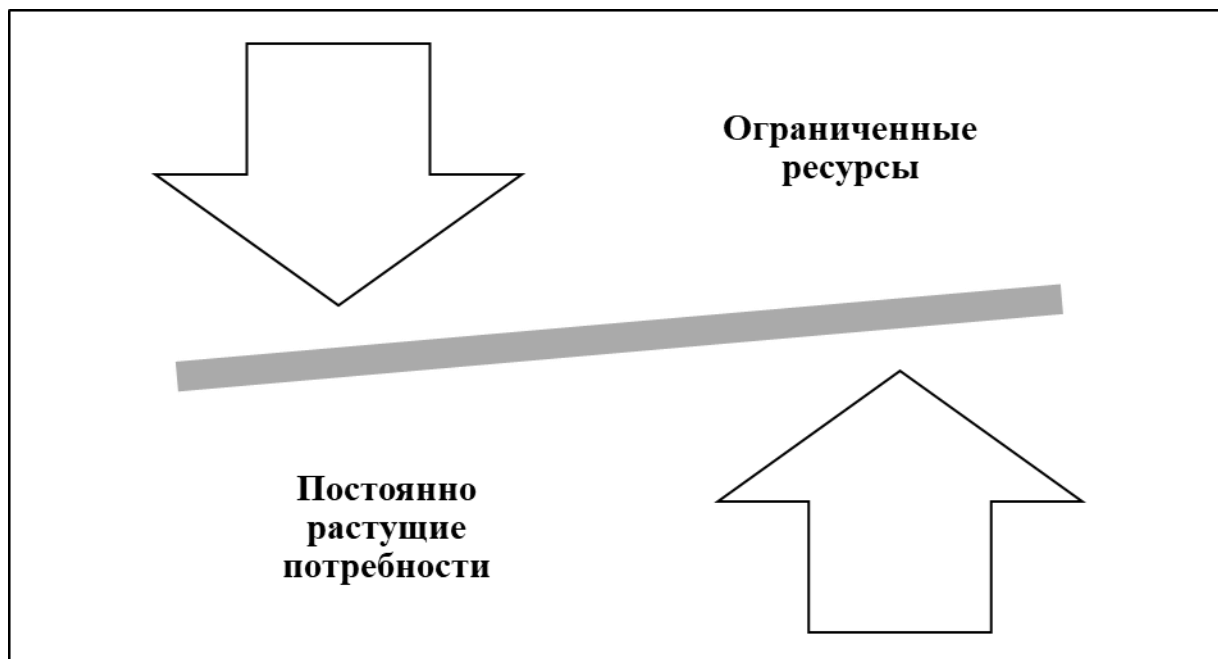 Ограниченные
ресурсы
Постоянно
растущие
потребности